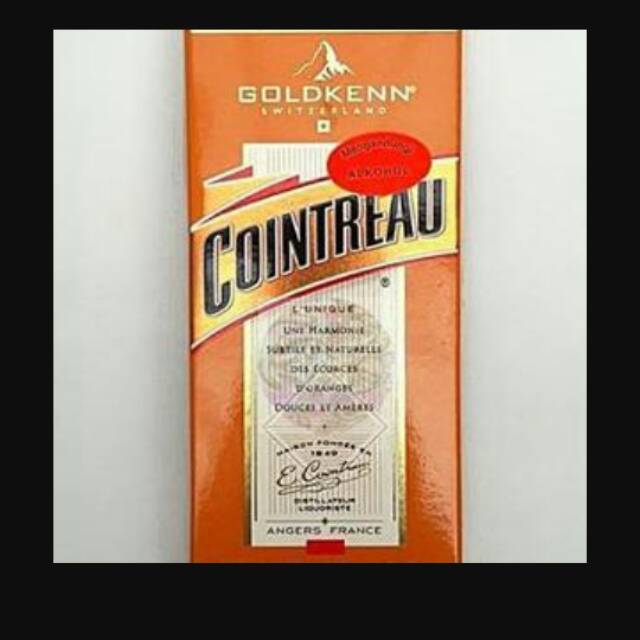 GOLDKENN®
SWITZERLAND
Mengandungi
ALKOHOL
COINTREAU
®
L'UNIQUE
UNE HARMONIE
SUBTILE ET NATURELLE
DES ÉCORCES
D'ORANGES
DOUCES ET AMÈRES
MAISON FONDÉE EN
1849
E. Cointreau
DISTILLATEUR
LIQUORISTE
ANGERS FRANCE